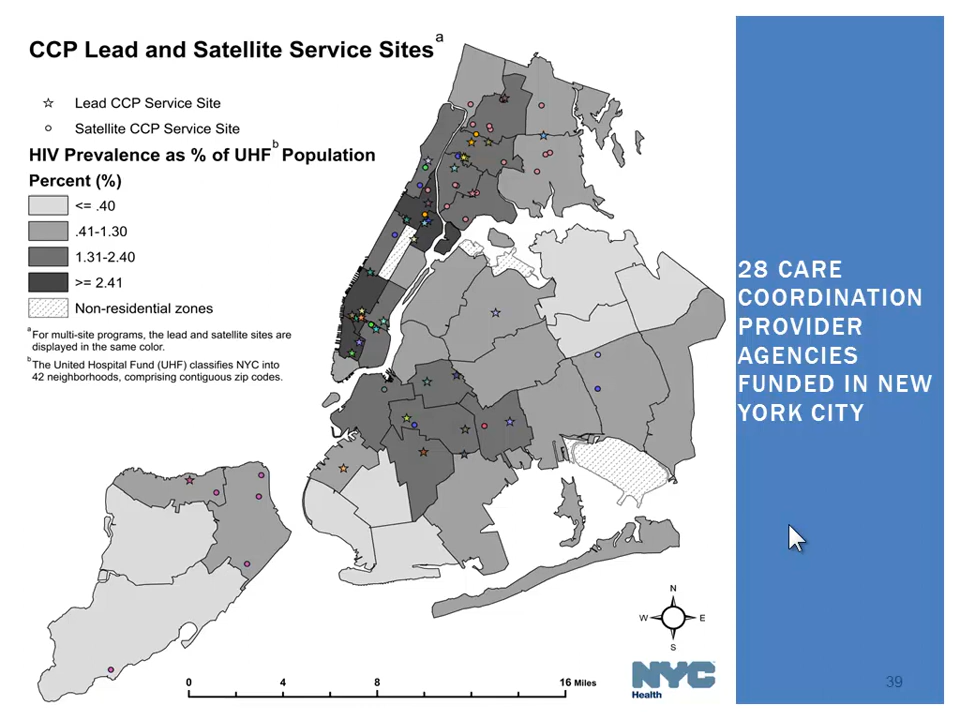 CCP Lead and Satellite Service Sites a
Lead CCP Service Site
Satellite CCP Service Site
HIV Prevalence as % of UHF b Population
Percent (%)
<= .40
.41-1.30
1.31-2.40
>= 2.41
Non-residential zones
a For multi-site programs, the lead and satellite sites are
displayed in the same color.
b The United Hospital Fund (UHF) classifies NYC into
42 neighborhoods, comprising contiguous zip codes.
28 CARE
COORDINATION
PROVIDER
AGENCIES
FUNDED IN NEW
YORK CITY
N
W E
S
NYC
Health
0 4 8 16 Miles
39